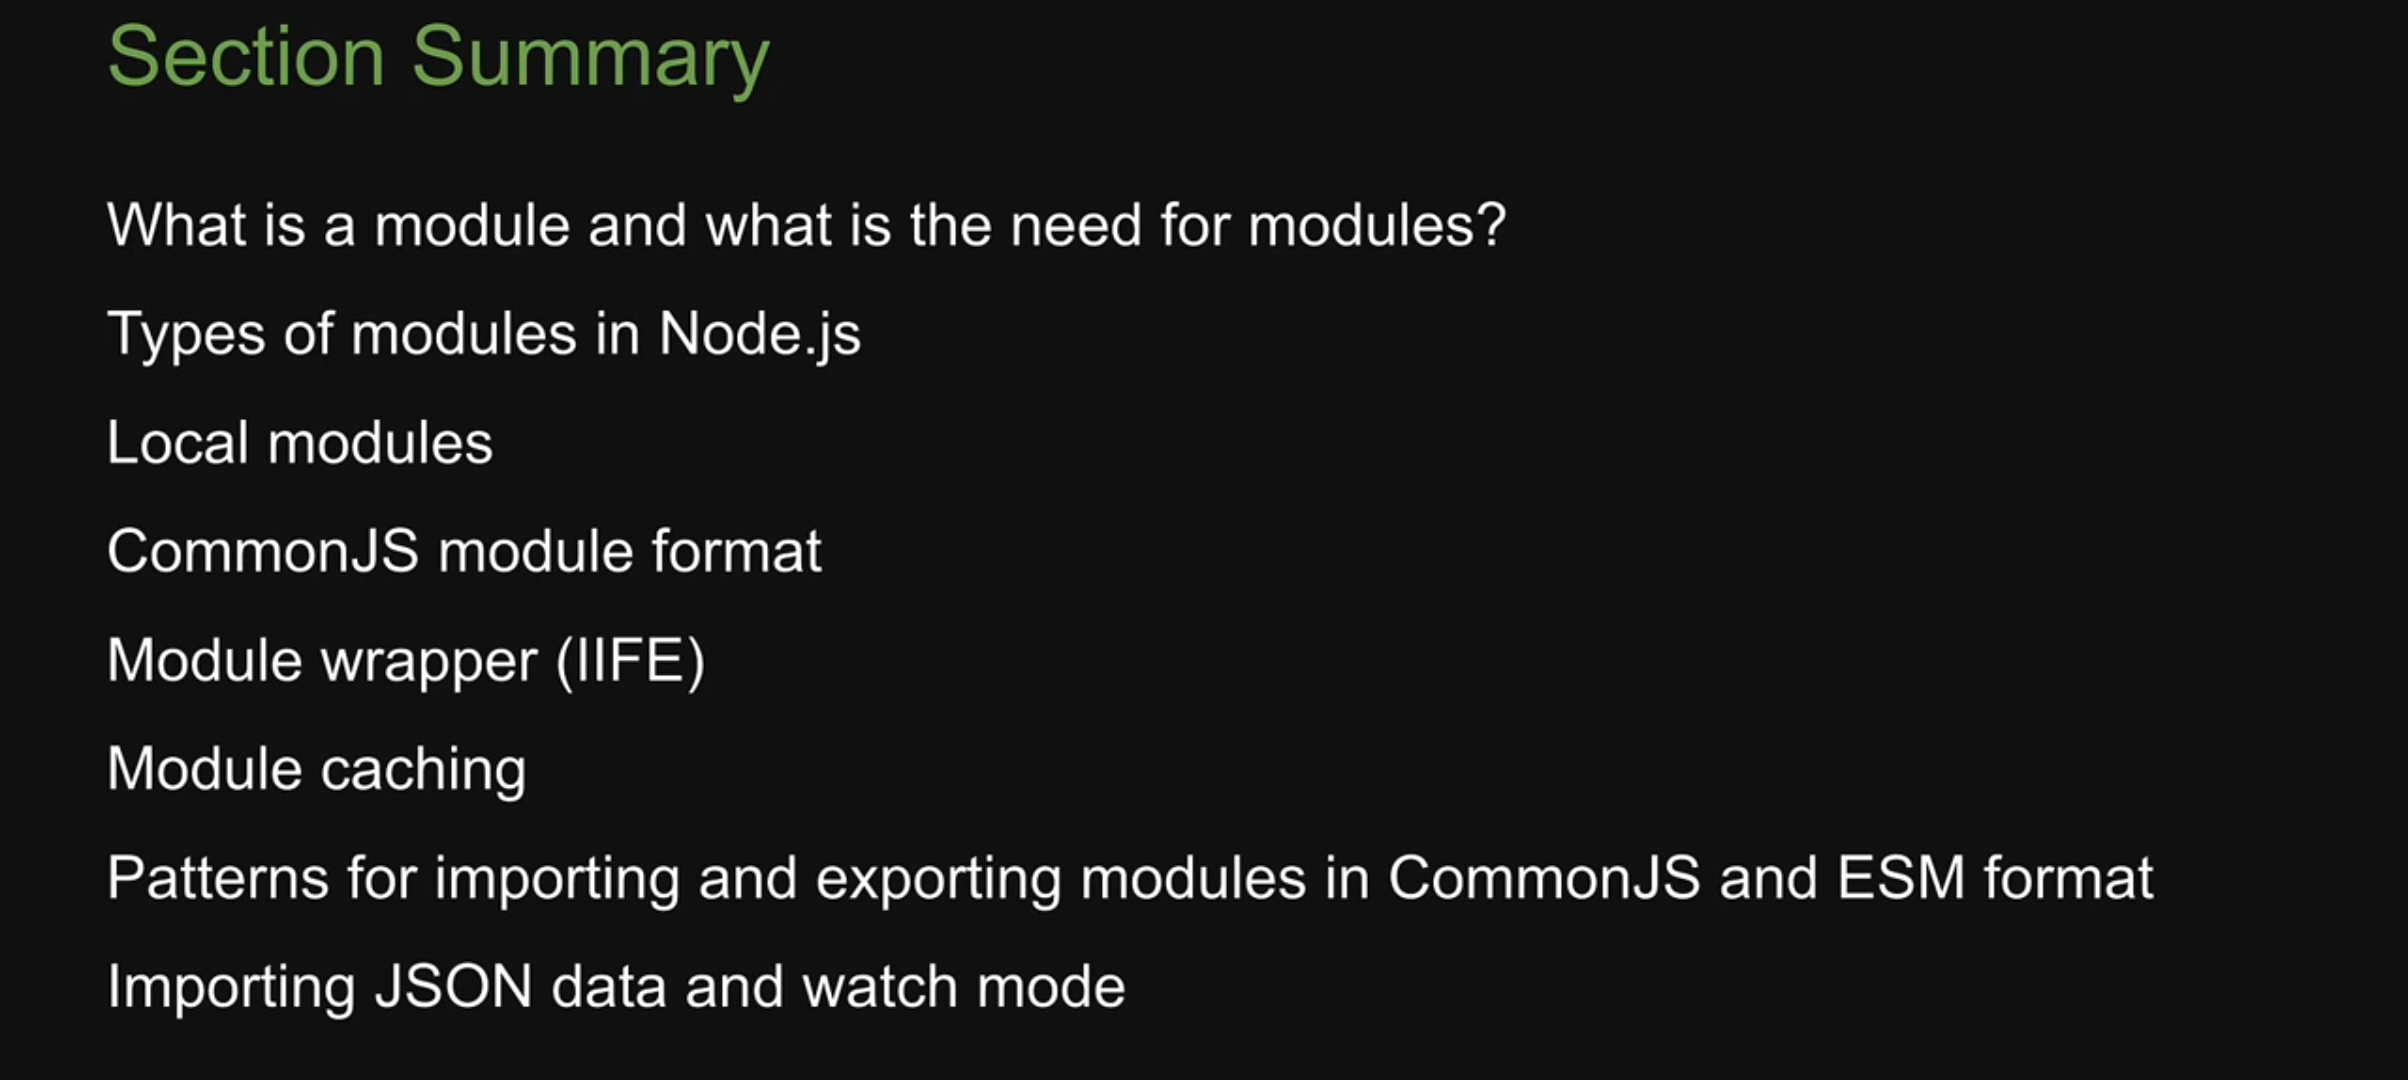 Section Summary
What is a module and what is the need for modules?
Types of modules in Node.js
Local modules
CommonJS module format
Module wrapper (IIFE)
Module caching
Patterns for importing and exporting modules in CommonJS and ESM format
Importing JSON data and watch mode